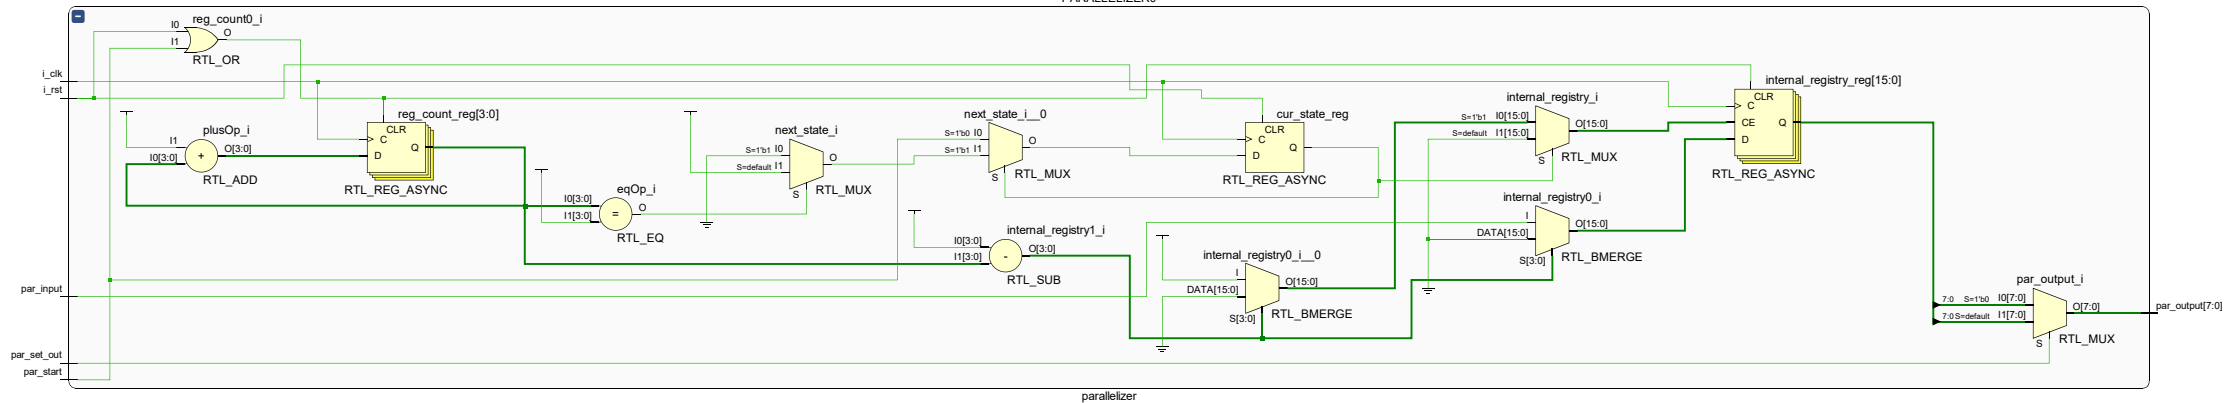 reg_count0_i
I0
I1
O
RTL_OR
i_clk
i_rst
plusOp_i
I1
I0[3:0]
+
O[3:0]
RTL_ADD
reg_count_reg[3:0]
CLR
C
D
Q
RTL_REG_ASYNC
eqOp_i
I0[3:0]
I1[3:0]
=
O
RTL_EQ
next_state_i
S=1'b1 I0
S=default I1
O
S
RTL_MUX
next_state_i__0
S=1'b0 I0
S=1'b1 I1
O
S
RTL_MUX
internal_registry1_i
I0[3:0]
I1[3:0]
-
O[3:0]
RTL_SUB
cur_state_reg
CLR
C
D
Q
RTL_REG_ASYNC
internal_registry0_i__0
I
DATA[15:0]
O[15:0]
S[3:0]
RTL_BMERGE
internal_registry_i
S=1'b1 I0[15:0]
S=default I1[15:0]
O[15:0]
S
RTL_MUX
internal_registry0_i
I
DATA[15:0]
O[15:0]
S[3:0]
RTL_BMERGE
internal_registry_reg[15:0]
CLR
C
CE
D
Q
RTL_REG_ASYNC
par_output_i
7:0 S=1'b0 I0[7:0]
7:0 S=default I1[7:0]
O[7:0]
S
RTL_MUX
par_output[7:0]
par_input
par_set_out
par_start
parallelizer